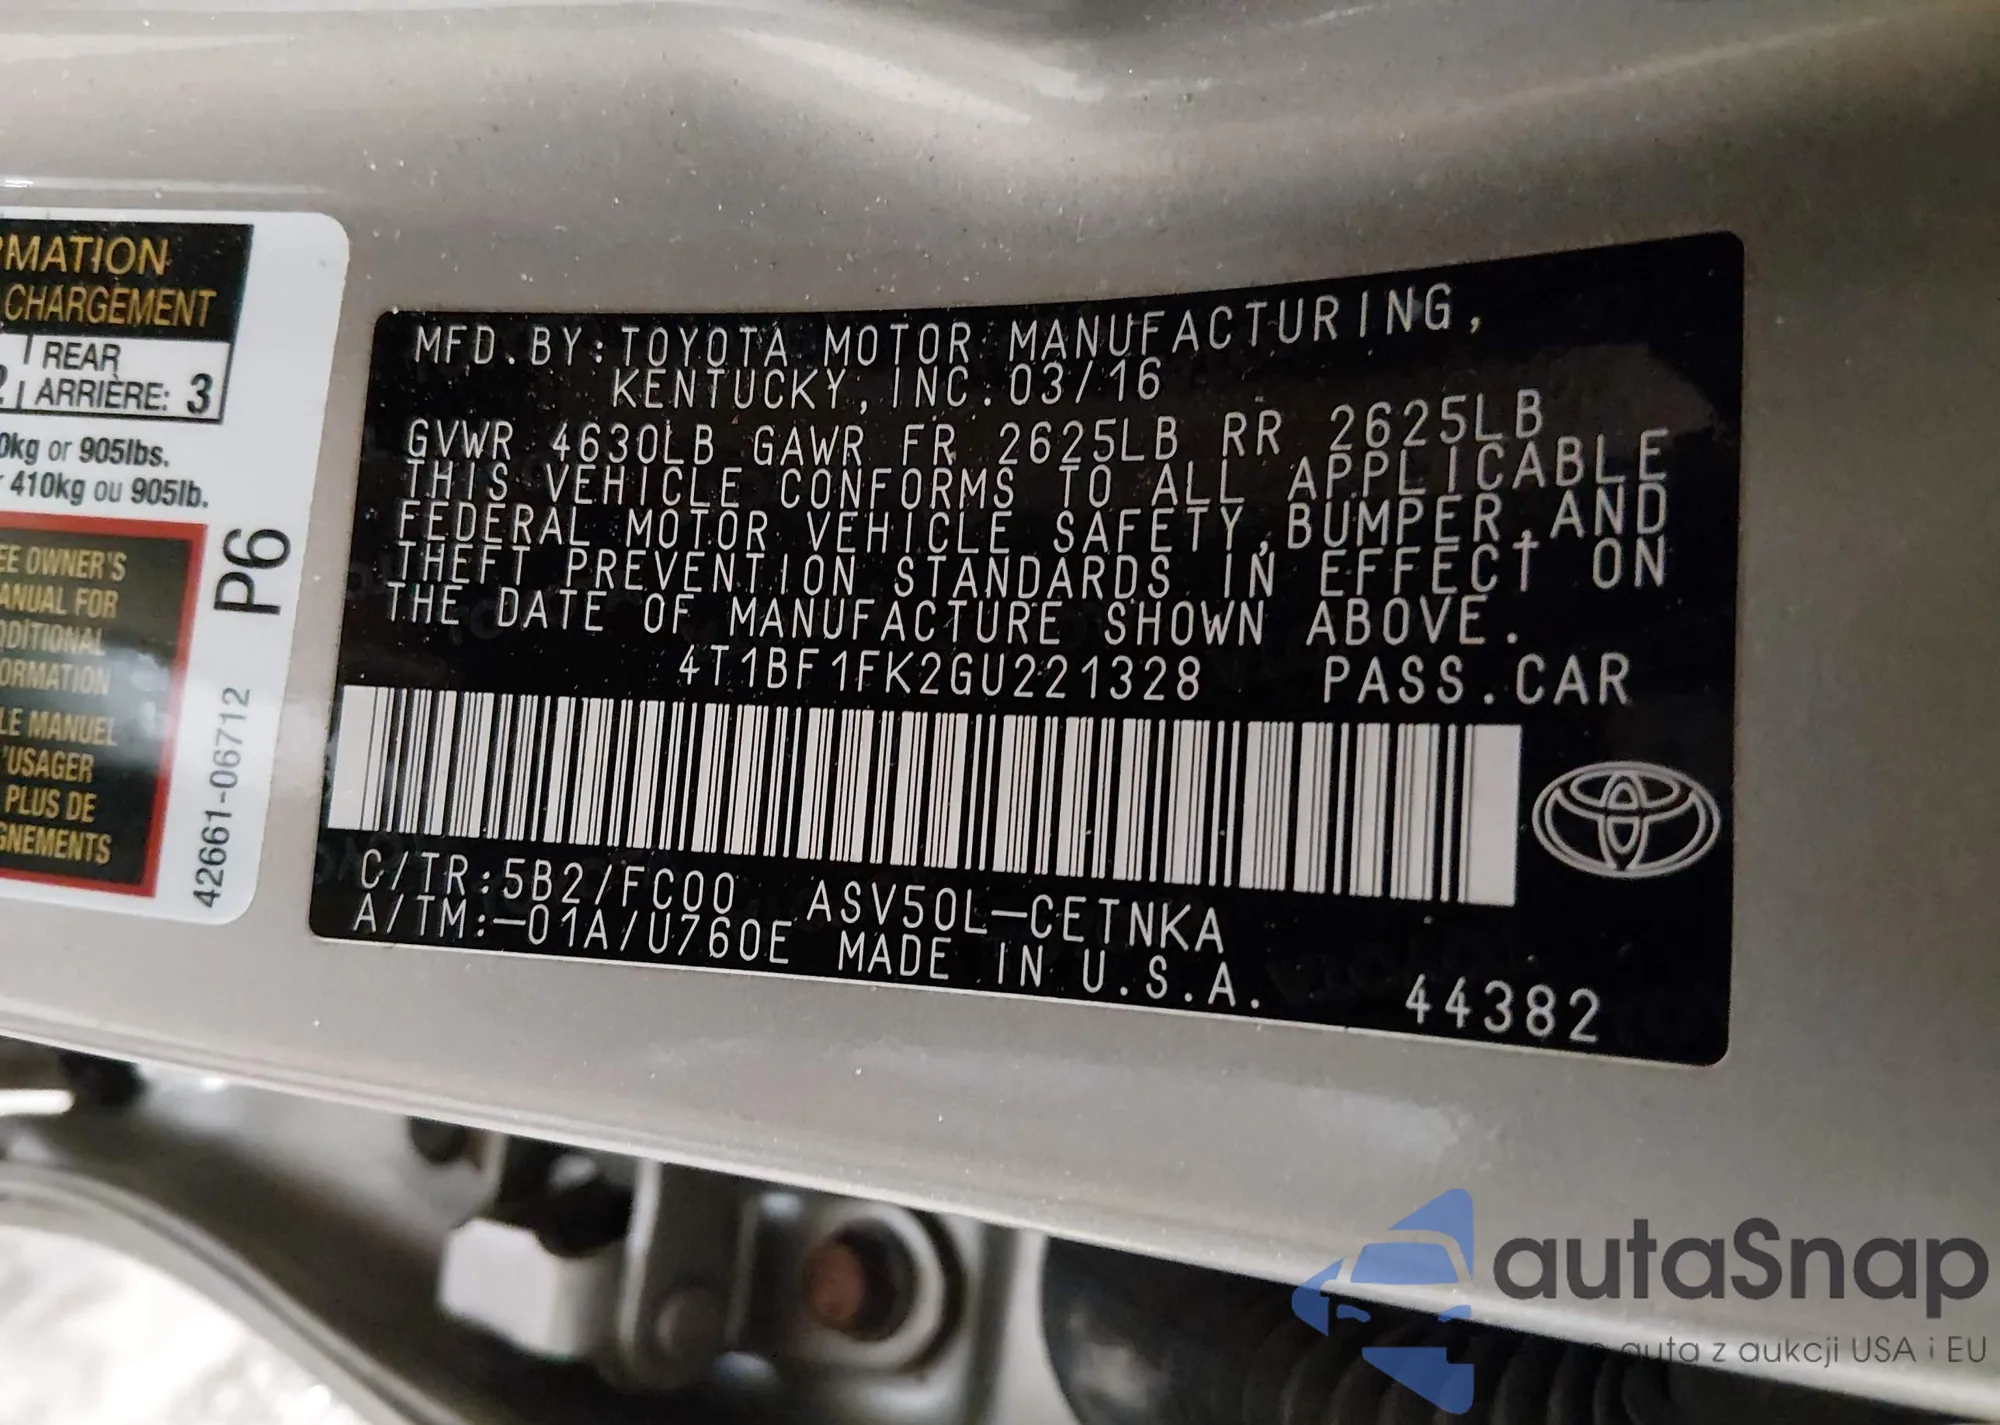 RMATION
CHARGEMENT
REAR
ARRIÈRE: 3
0kg or 905lbs.
410kg ou 905lb.
EE OWNER'S
ANUAL FOR
DDITIONAL
ORMATION
LE MANUEL
'USAGER
PLUS DE
GNEMENTS
P6
42661-06712
MFD.BY:TOYOTA MOTOR MANUFACTURING,
KENTUCKY, INC.03/16
GVWR 4630LB GAWR FR 2625LB RR 2625LB
THIS VEHICLE CONFORMS TO ALL APPLICABLE
FEDERAL MOTOR VEHICLE SAFETY,BUMPER,AND
THEFT PREVENTION STANDARDS IN EFFECT ON
THE DATE OF MANUFACTURE SHOWN ABOVE.
4T1BF1FK2GU221328 PASS.CAR
C/TR:5B2/FC00 ASV50L-CETNKA
A/TM:-01A/U760E MADE IN U.S.A.
44382
autaSnap
auta z aukcji USA i EU